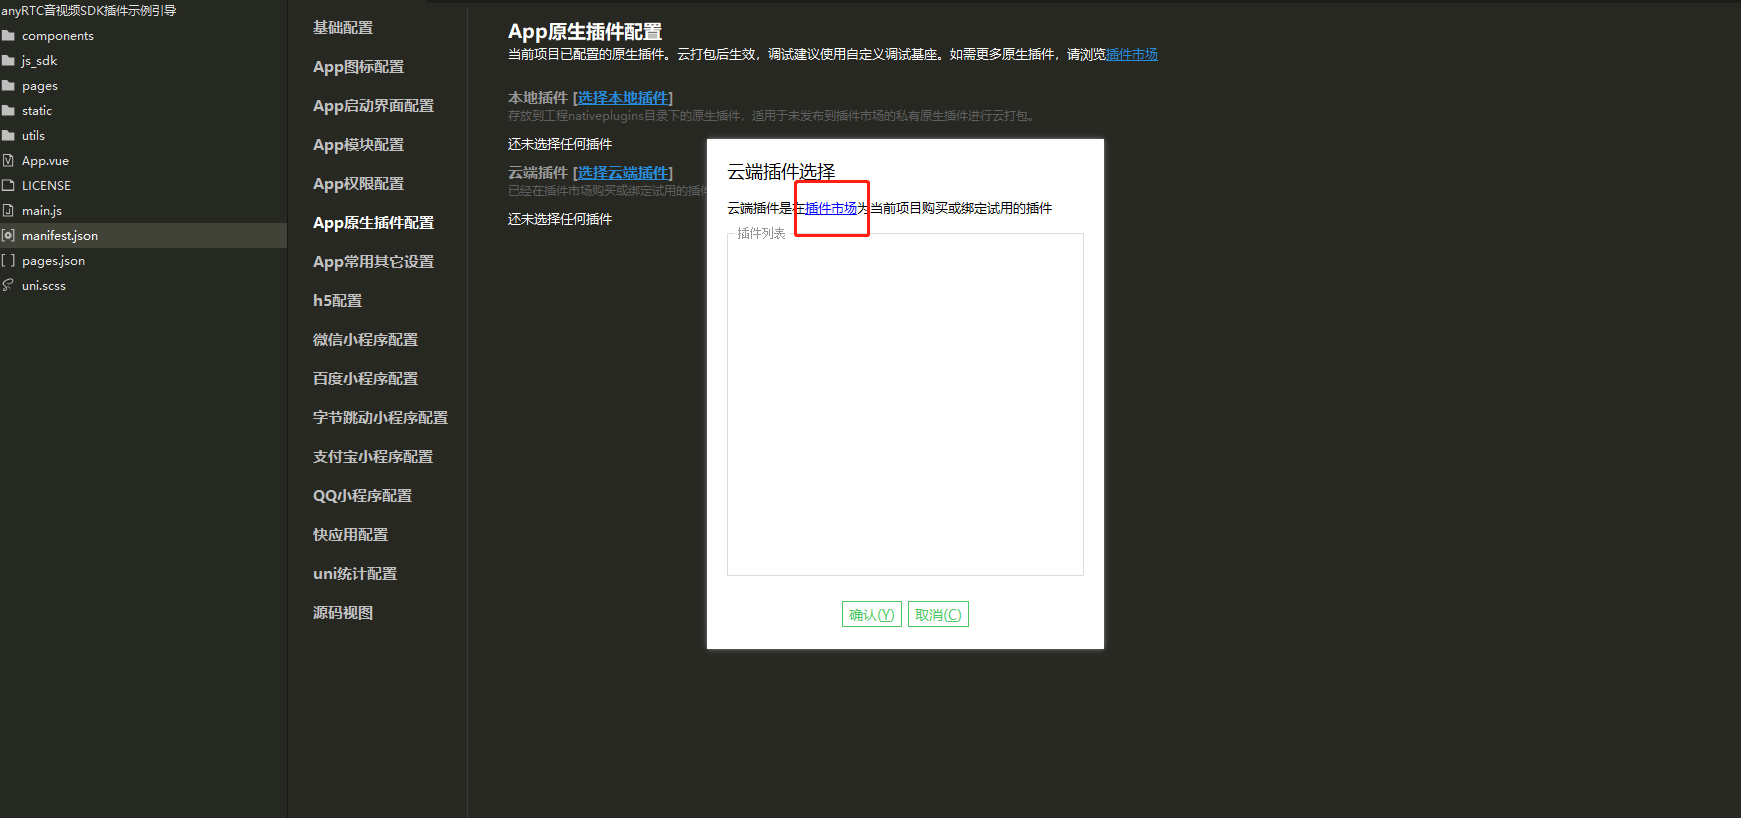 anyRTC音视频SDK插件示例引导
components
js_sdk
pages
static
utils
App.vue
LICENSE
main.js
manifest.json
pages.json
uni.scss
基础配置
App图标配置
App启动界面配置
App模块配置
App权限配置
App原生插件配置
App常用其它设置
h5配置
微信小程序配置
百度小程序配置
字节跳动小程序配置
支付宝小程序配置
QQ小程序配置
快应用配置
uni统计配置
源码视图
App原生插件配置
当前项目已配置的原生插件。云打包后生效，调试建议使用自定义调试基座。如需更多原生插件，请浏览插件市场
本地插件 [选择本地插件]
存放到工程nativeplugins目录下的原生插件，适用于未发布到插件市场的私有原生插件进行云打包。
还未选择任何插件
云端插件 [选择云端插件]
已经在插件市场购买或绑定试用的插件
还未选择任何插件
云端插件选择
云端插件是在插件市场为当前项目购买或绑定试用的插件
插件列表
确认(Y)
取消(C)